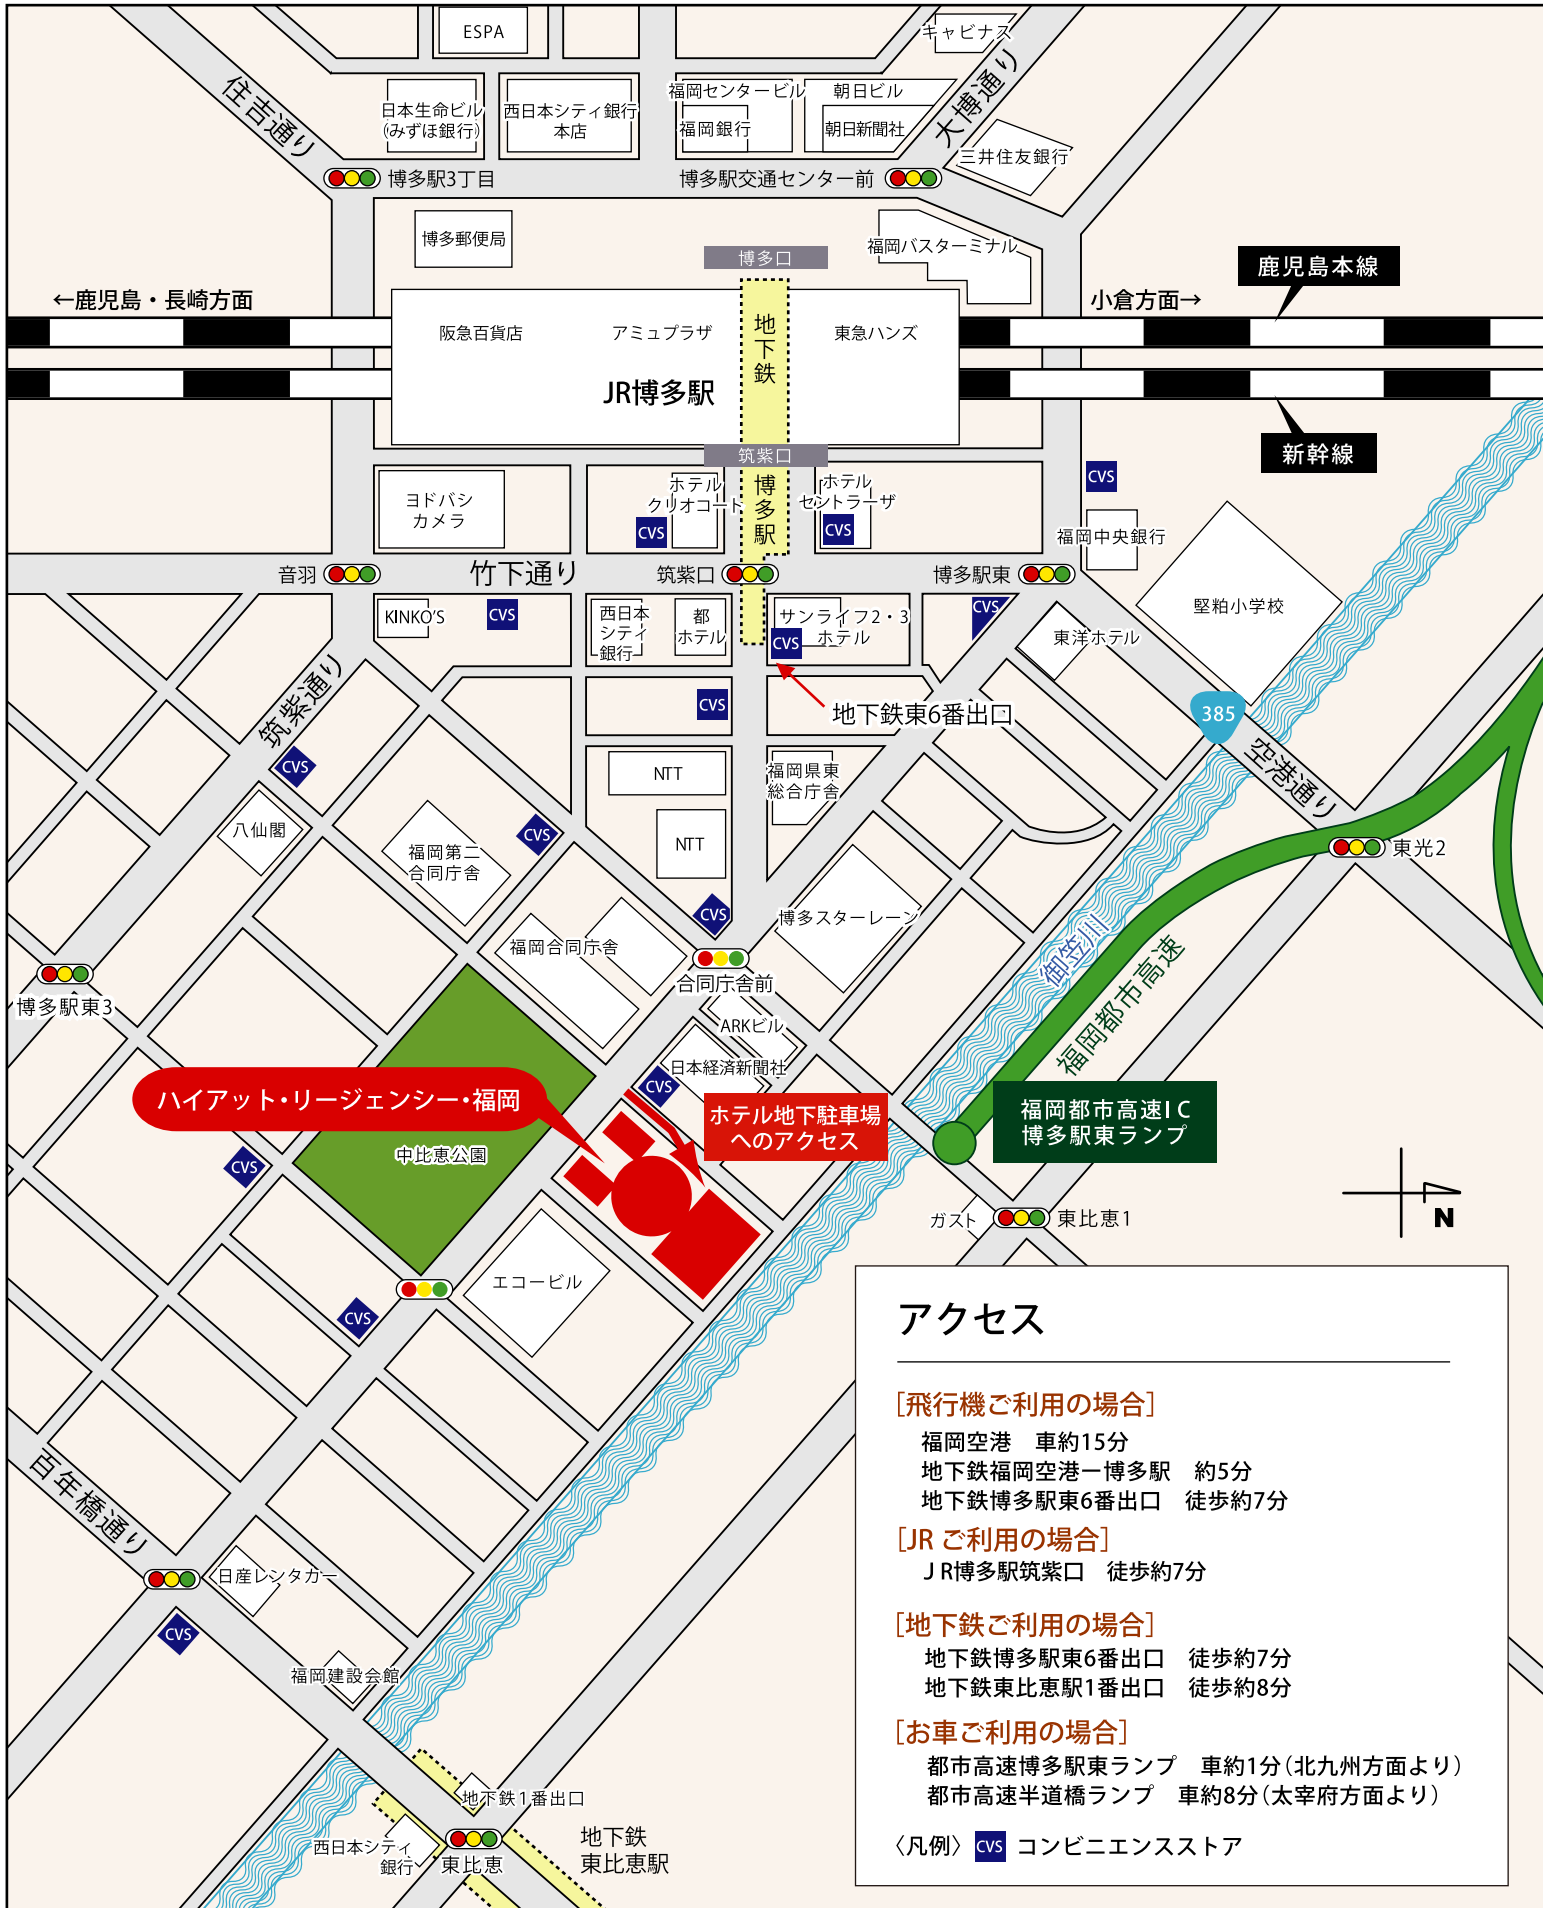 ESPA
キャビナス
住吉通り
日本生命ビル
(みずほ銀行)
西日本シティ銀行
本店
福岡センタービル
福岡銀行
朝日ビル
朝日新聞社
大博通り
三井住友銀行
博多駅3丁目
博多駅交通センター前
博多郵便局
博多口
福岡バスターミナル
鹿児島本線
←鹿児島・長崎方面
小倉方面→
阪急百貨店
アミュプラザ
地下鉄
東急ハンズ
JR博多駅
新幹線
筑紫口
ヨドバシ
カメラ
ホテル
クリオコート
CVS
博多駅
ホテル
セントラーザ
CVS
CVS
福岡中央銀行
音羽
竹下通り
筑紫口
博多駅東
堅粕小学校
KINKO'S
CVS
西日本
シティ
銀行
都
ホテル
サンライフ2・3
ホテル
CVS
CVS
東洋ホテル
筑紫通り
CVS
地下鉄東6番出口
385
空港通り
CVS
NTT
福岡県東
総合庁舎
八仙閣
福岡第二
合同庁舎
CVS
NTT
東光2
CVS
博多スターレーン
福岡合同庁舎
御笠川
福岡都市高速
博多駅東3
合同庁舎前
ARKビル
日本経済新聞社
CVS
ハイアット・リージェンシー・福岡
ホテル地下駐車場
へのアクセス
福岡都市高速IC
博多駅東ランプ
中比恵公園
CVS
ガスト
東比恵1
N
エコービル
CVS
百年橋通り
日産レンタカー
CVS
福岡建設会館
地下鉄1番出口
西日本シティ
銀行
東比恵
地下鉄
東比恵駅
アクセス
[飛行機ご利用の場合]
福岡空港　車約15分
地下鉄福岡空港ー博多駅　約5分
地下鉄博多駅東6番出口　徒歩約7分
[JR ご利用の場合]
ＪR博多駅筑紫口　徒歩約7分
[地下鉄ご利用の場合]
地下鉄博多駅東6番出口　徒歩約7分
地下鉄東比恵駅1番出口　徒歩約8分
[お車ご利用の場合]
都市高速博多駅東ランプ　車約1分(北九州方面より)
都市高速半道橋ランプ　車約8分(太宰府方面より)
〈凡例〉 CVS コンビニエンスストア